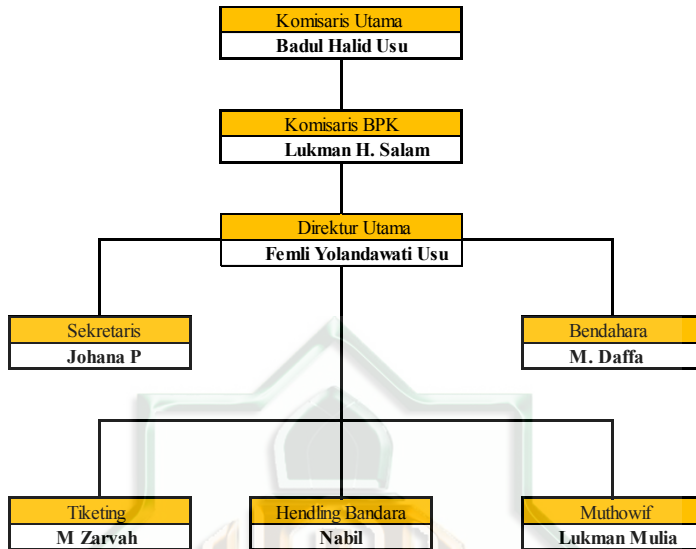 Komisaris Utama
Badul Halid Usu
Komisaris BPK
Lukman H. Salam
Direktur Utama
Femli Yolandawati Usu
Sekretaris
Johana P
Bendahara
M. Daffa
Tiketing
M Zarvah
Hendling Bandara
Nabil
Muthowif
Lukman Mulia